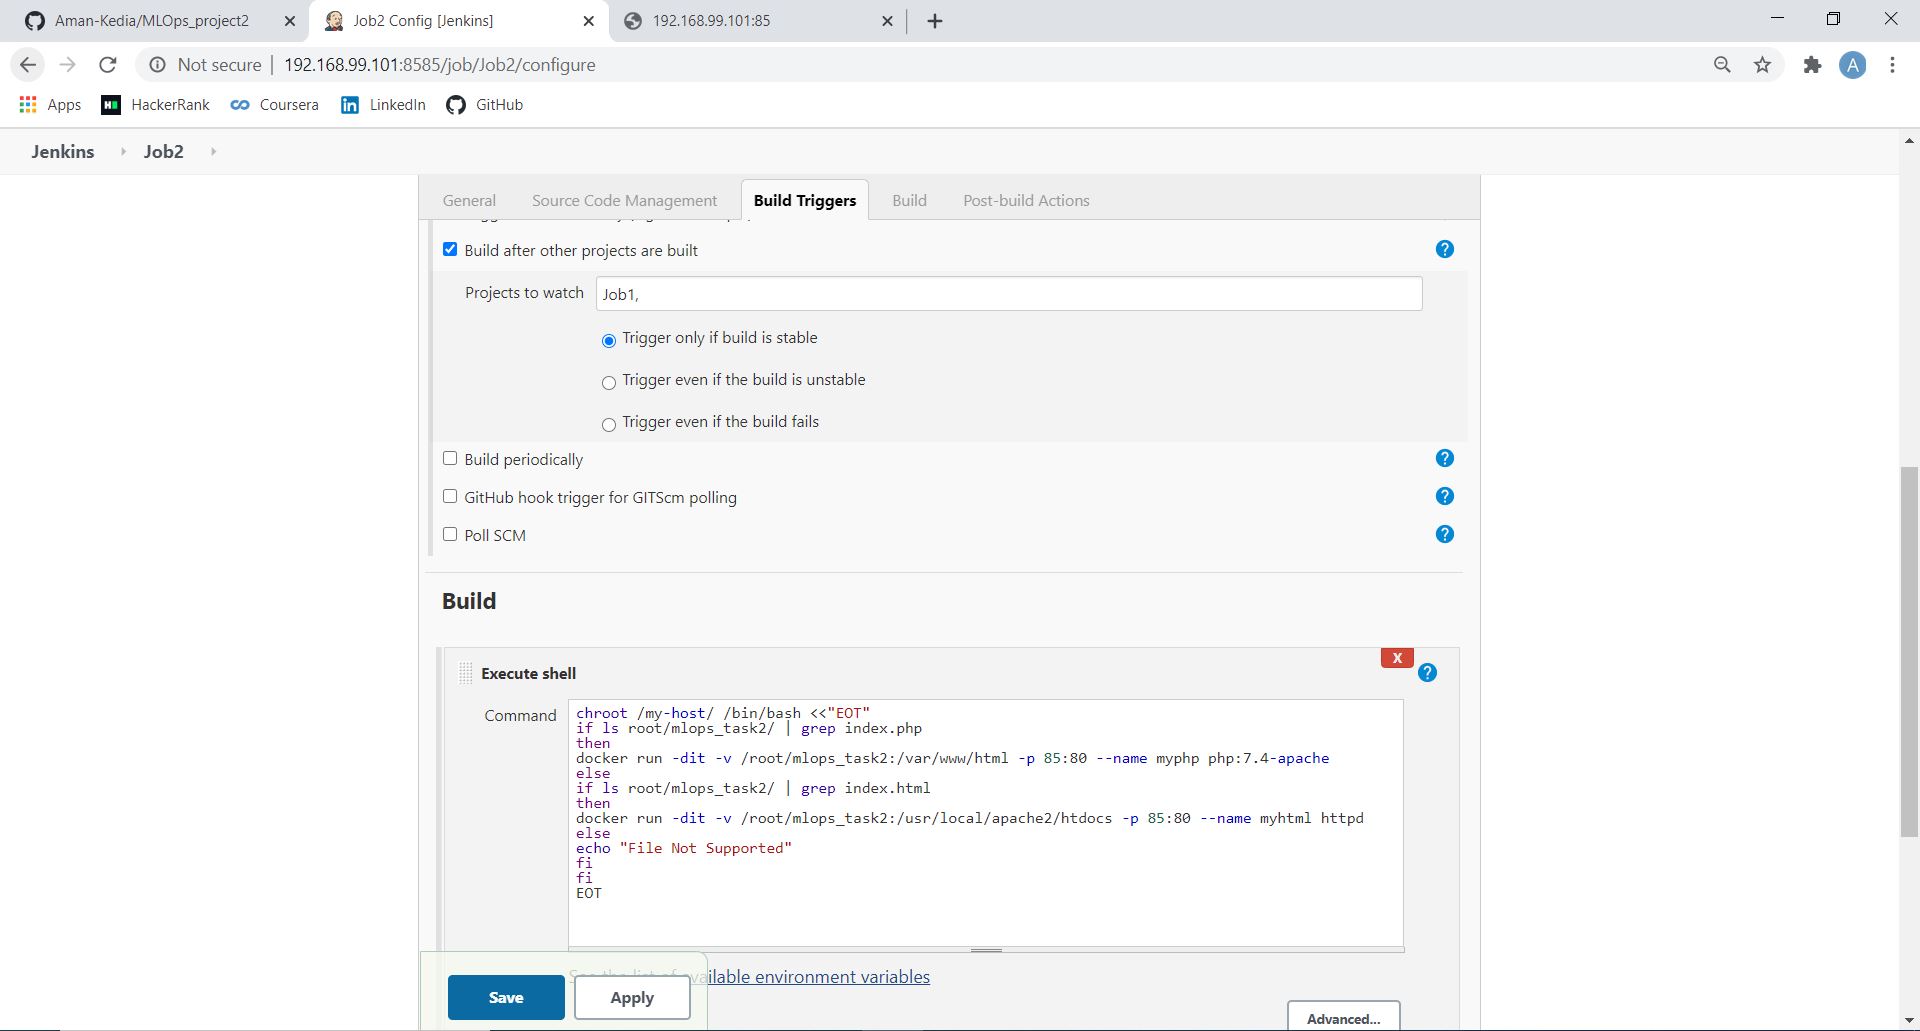 Aman-Kedia/MLOps_project2
Job2 Config [Jenkins]
192.168.99.101:85
Not secure
192.168.99.101:8585/job/Job2/configure
A
Apps
HackerRank
Coursera
LinkedIn
GitHub
Jenkins
Job2
General
Source Code Management
Build Triggers
Build
Post-build Actions
Build after other projects are built
?
Projects to watch
Job1,
Trigger only if build is stable
Trigger even if the build is unstable
Trigger even if the build fails
Build periodically
?
GitHub hook trigger for GITScm polling
?
Poll SCM
?
Build
X
Execute shell
?
Command
chroot /my-host/ /bin/bash <<"EOT"
if ls root/mlops_task2/ | grep index.php
then
docker run -dit -v /root/mlops_task2:/var/www/html -p 85:80 --name myphp php:7.4-apache
else
if ls root/mlops_task2/ | grep index.html
then
docker run -dit -v /root/mlops_task2:/usr/local/apache2/htdocs -p 85:80 --name myhtml httpd
else
echo "File Not Supported"
fi
fi
EOT
See the list of available environment variables
Save
Apply
Advanced...